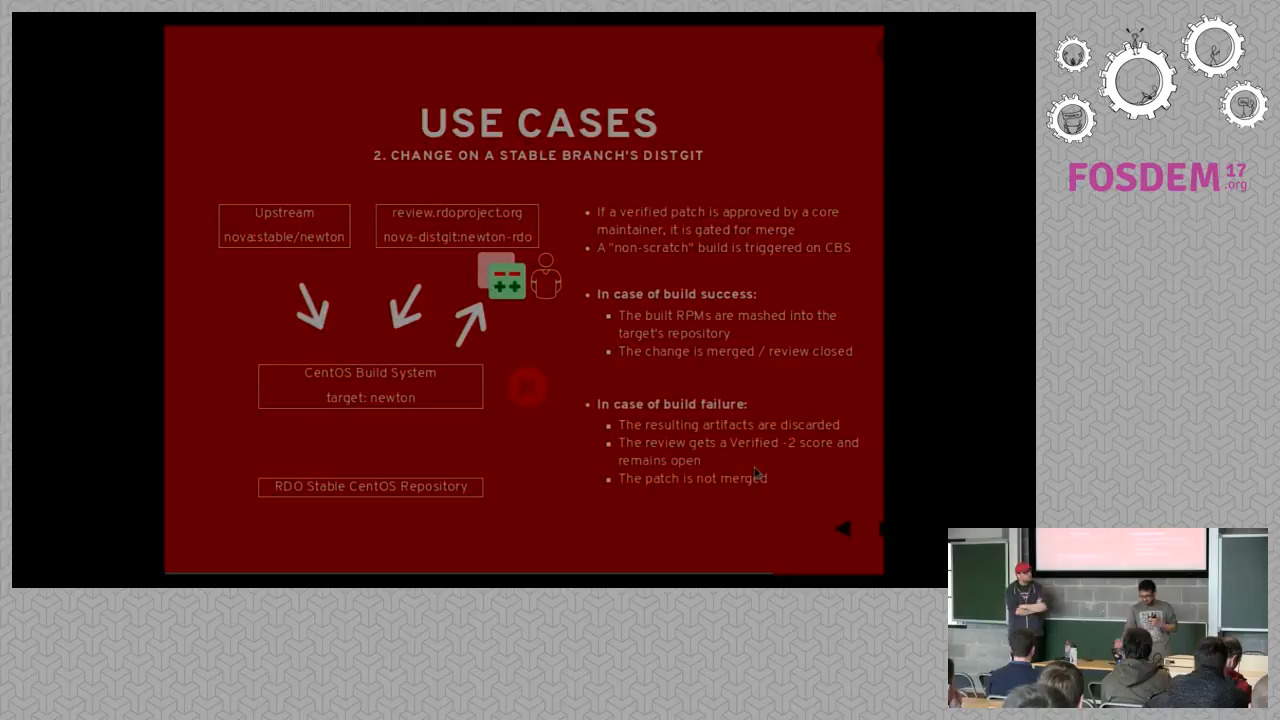 USE CASES
2. CHANGE ON A STABLE BRANCH'S DISTGIT
Upstream
nova:stable/newton
review.rdoproject.org
nova-distgit:newton-rdo
CentOS Build System
target: newton
RDO Stable CentOS Repository
If a verified patch is approved by a core
maintainer, it is gated for merge
A "non-scratch" build is triggered on CBS
In case of build success:
The built RPMs are mashed into the
target's repository
The change is merged / review closed
In case of build failure:
The resulting artifacts are discarded
The review gets a Verified -2 score and
remains open
The patch is not merged
FOSDEM 17
.org